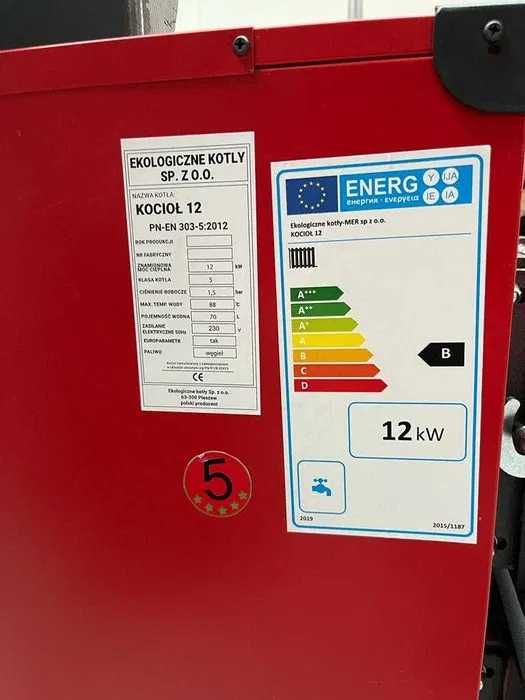 EKOLOGICZNE KOTŁY
SP. Z O.O.
NAZWA KOTŁA:
KOCIOŁ 12
PN-EN 303-5:2012
ROK PRODUKCJI
NR FABRYCZNY
ZNAMIONOWA
MOC CIEPLNA 12 kW
KLASA KOTŁA 5
CIŚNIENIE ROBOCZE 1,5 bar
MAX. TEMP. WODY 88 °C
POJEMNOŚĆ WODNA 70 L
ZASILANIE
ELEKTRYCZNE 50Hz 230 V
EUROPARAMETR tak
PALIWO węgiel
CE
Ekologiczne kotły Sp. z o.o.
63-300 Pleszew
polski producent
5
ENERG
Y IJA
IE IA
енергия · ενεργεια
Ekologiczne kotły-MER sp z o.o.
KOCIOŁ 12
A+++
A++
A+
A
B
C
D
B
12 kW
2019
2015/1187